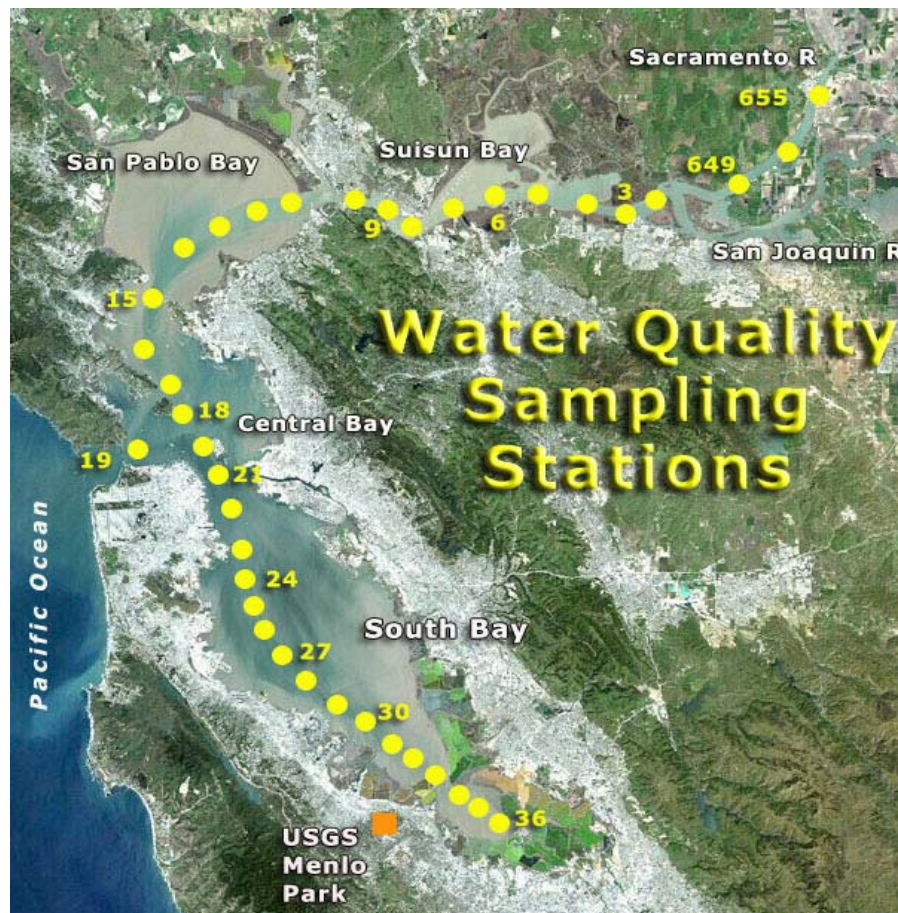 Sacramento R
655
San Pablo Bay
Suisun Bay
649
3
9
6
San Joaquin R
15
Water Quality
Sampling
Stations
18
Central Bay
19
21
Pacific Ocean
24
South Bay
27
30
36
USGS
Menlo
Park